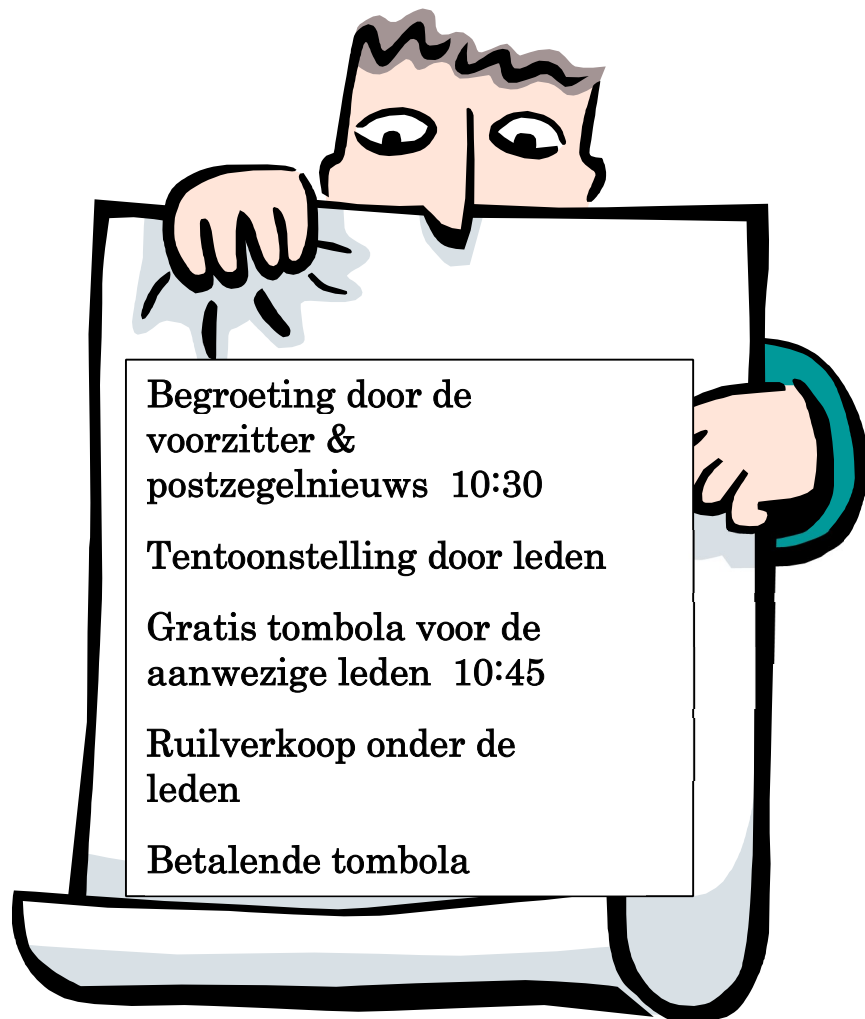 Begroeting door de
voorzitter &
postzegelnieuws 10:30
Tentoonstelling door leden
Gratis tombola voor de
aanwezige leden 10:45
Ruilverkoop onder de
leden
Betalende tombola